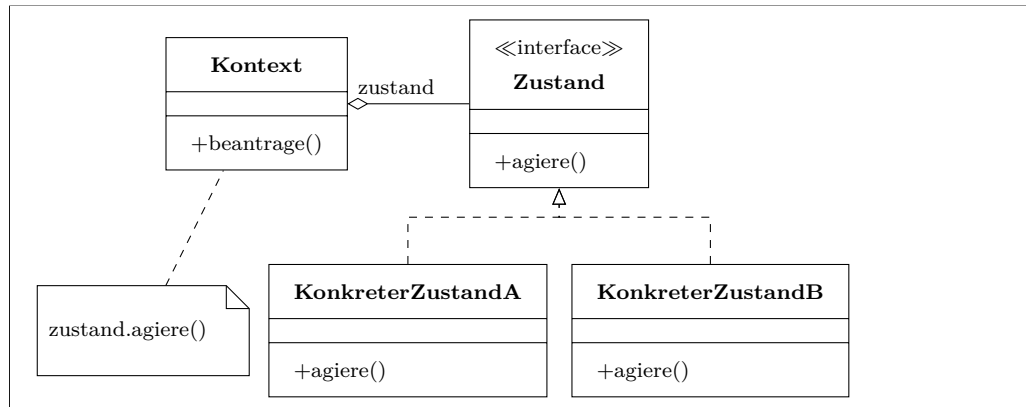 Kontext
+beantrage()
zustand
≪interface≫
Zustand
+agiere()
zustand.agiere()
KonkreterZustandA
+agiere()
KonkreterZustandB
+agiere()